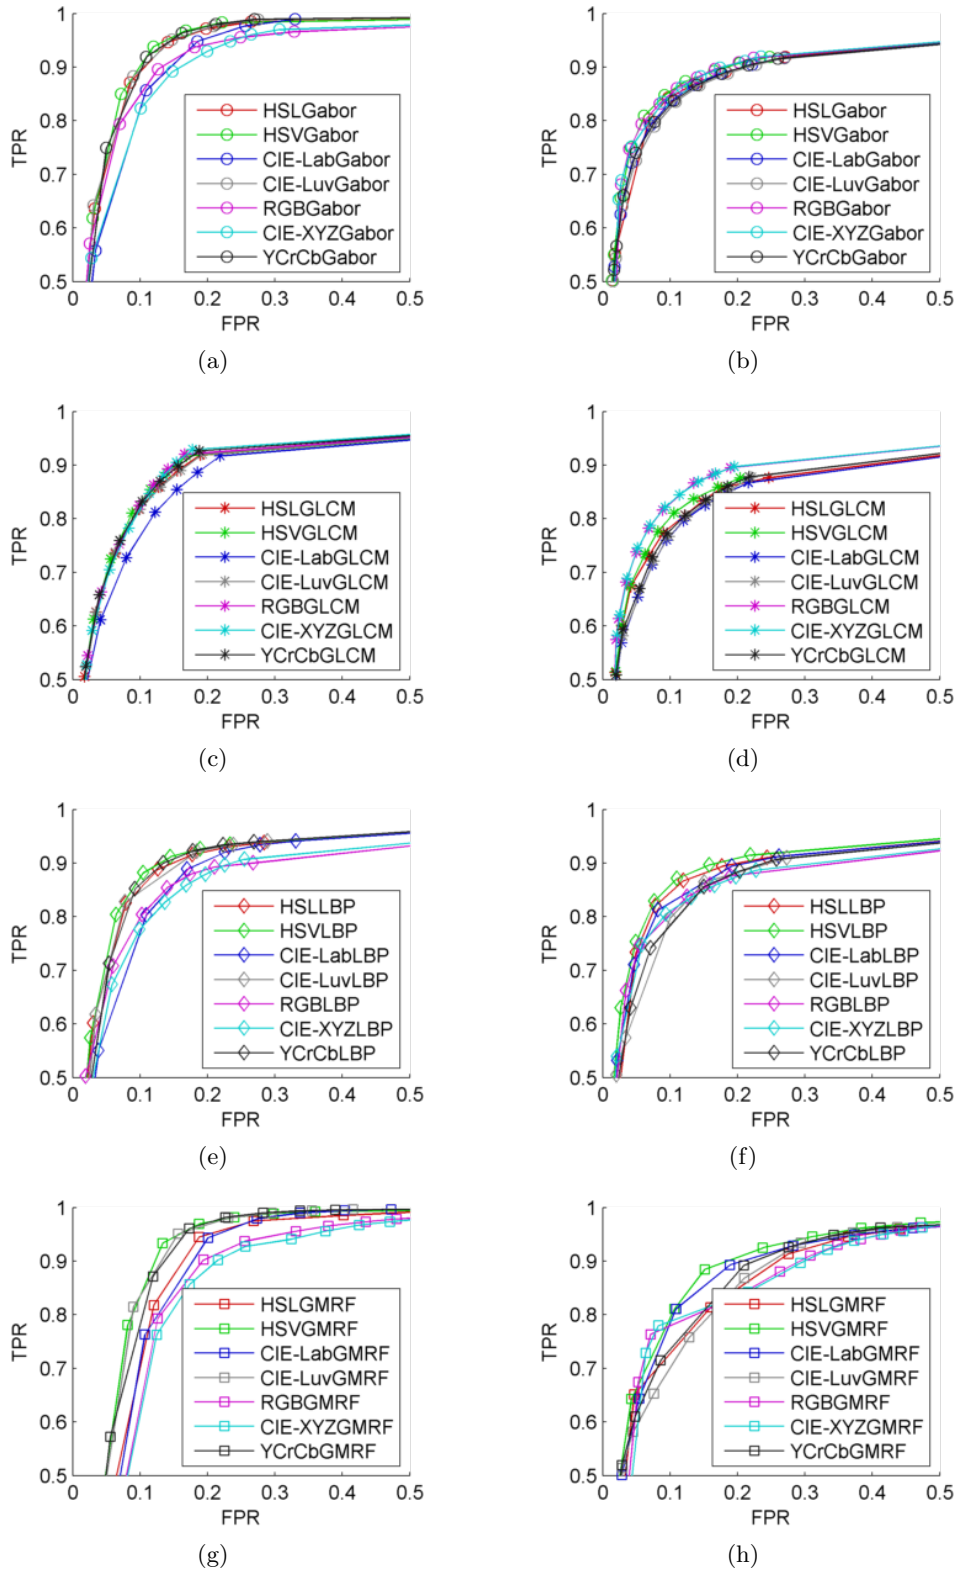 1
0.9
0.8
0.7
0.6
0.5
TPR
0 0.1 0.2 0.3 0.4 0.5
FPR
HSLGabor
HSVGabor
CIE-LabGabor
CIE-LuvGabor
RGBGabor
CIE-XYZGabor
YCrCbGabor
(a)
1
0.9
0.8
0.7
0.6
0.5
TPR
0 0.1 0.2 0.3 0.4 0.5
FPR
HSLGabor
HSVGabor
CIE-LabGabor
CIE-LuvGabor
RGBGabor
CIE-XYZGabor
YCrCbGabor
(b)
1
0.9
0.8
0.7
0.6
0.5
TPR
0 0.1 0.2 0.3 0.4 0.5
FPR
HSLGLCM
HSVGLCM
CIE-LabGLCM
CIE-LuvGLCM
RGBGLCM
CIE-XYZGLCM
YCrCbGLCM
(c)
1
0.9
0.8
0.7
0.6
0.5
TPR
0 0.1 0.2 0.3 0.4 0.5
FPR
HSLGLCM
HSVGLCM
CIE-LabGLCM
CIE-LuvGLCM
RGBGLCM
CIE-XYZGLCM
YCrCbGLCM
(d)
1
0.9
0.8
0.7
0.6
0.5
TPR
0 0.1 0.2 0.3 0.4 0.5
FPR
HSLLBP
HSVLBP
CIE-LabLBP
CIE-LuvLBP
RGBLBP
CIE-XYZLBP
YCrCbLBP
(e)
1
0.9
0.8
0.7
0.6
0.5
TPR
0 0.1 0.2 0.3 0.4 0.5
FPR
HSLLBP
HSVLBP
CIE-LabLBP
CIE-LuvLBP
RGBLBP
CIE-XYZLBP
YCrCbLBP
(f)
1
0.9
0.8
0.7
0.6
0.5
TPR
0 0.1 0.2 0.3 0.4 0.5
FPR
HSLGMRF
HSVGMRF
CIE-LabGMRF
CIE-LuvGMRF
RGBGMRF
CIE-XYZGMRF
YCrCbGMRF
(g)
1
0.9
0.8
0.7
0.6
0.5
TPR
0 0.1 0.2 0.3 0.4 0.5
FPR
HSLGMRF
HSVGMRF
CIE-LabGMRF
CIE-LuvGMRF
RGBGMRF
CIE-XYZGMRF
YCrCbGMRF
(h)